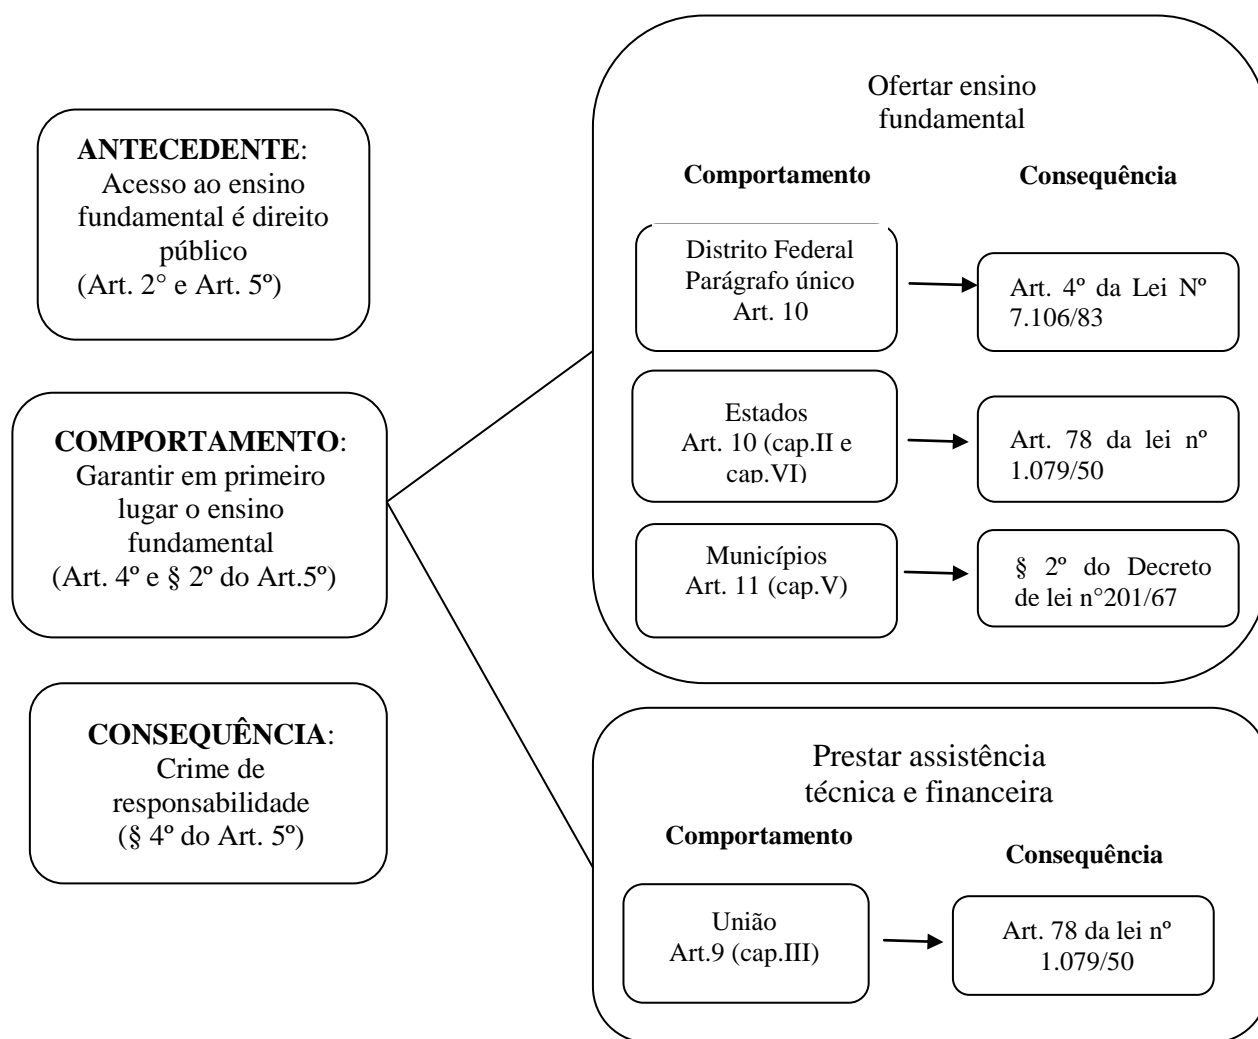 ANTECEDENTE:
Acesso ao ensino
fundamental é direito
público
(Art. 2° e Art. 5º)
COMPORTAMENTO:
Garantir em primeiro
lugar o ensino
fundamental
(Art. 4º e § 2º do Art.5º)
CONSEQUÊNCIA:
Crime de
responsabilidade
(§ 4º do Art. 5º)
Ofertar ensino
fundamental
Comportamento
Consequência
Distrito Federal
Parágrafo único
Art. 10
Art. 4º da Lei Nº
7.106/83
Estados
Art. 10 (cap.II e
cap.VI)
Art. 78 da lei nº
1.079/50
Municípios
Art. 11 (cap.V)
§ 2º do Decreto
de lei n°201/67
Prestar assistência
técnica e financeira
Comportamento
Consequência
União
Art.9 (cap.III)
Art. 78 da lei nº
1.079/50